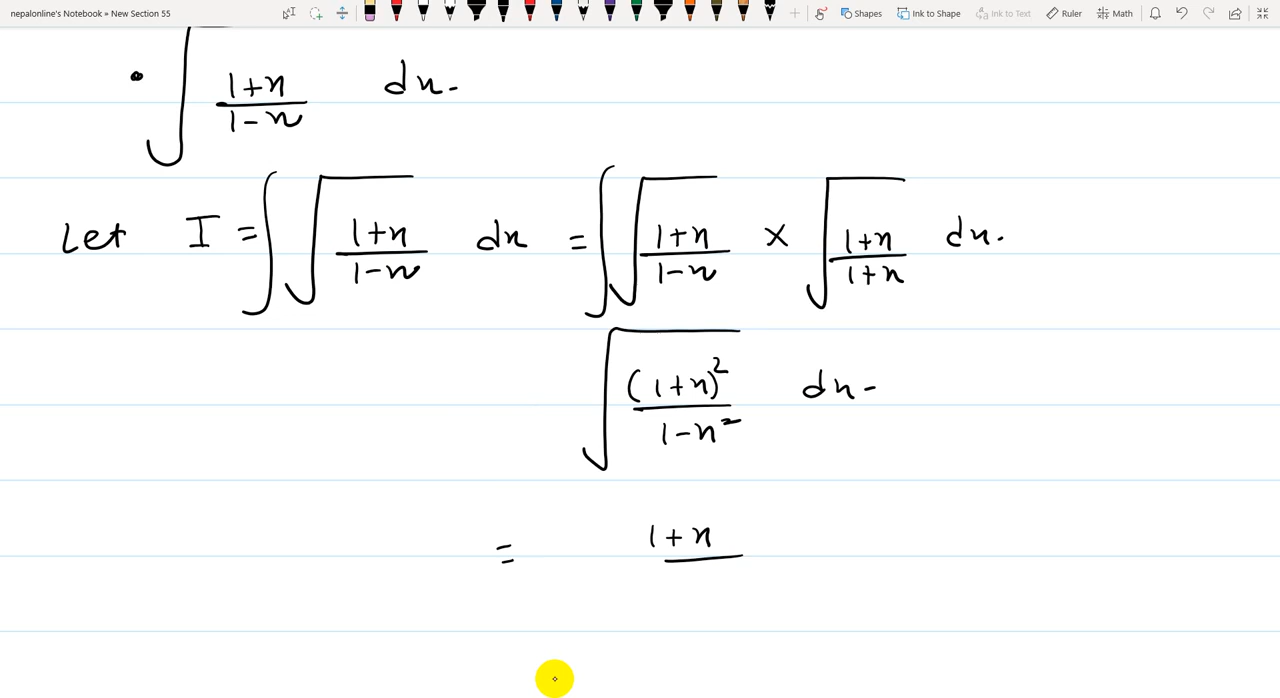 nepalonline's Notebook » New Section 55 Shapes Ink to Shape Ink to Text Ruler Math
• ∫ √ (1+x)/(1-x) dx.
Let I = ∫ √ (1+x)/(1-x) dx = ∫ √ (1+x)/(1-x) × √ (1+x)/(1+x) dx.
√ (1+x)²/(1-x²) dx -
= 1+x